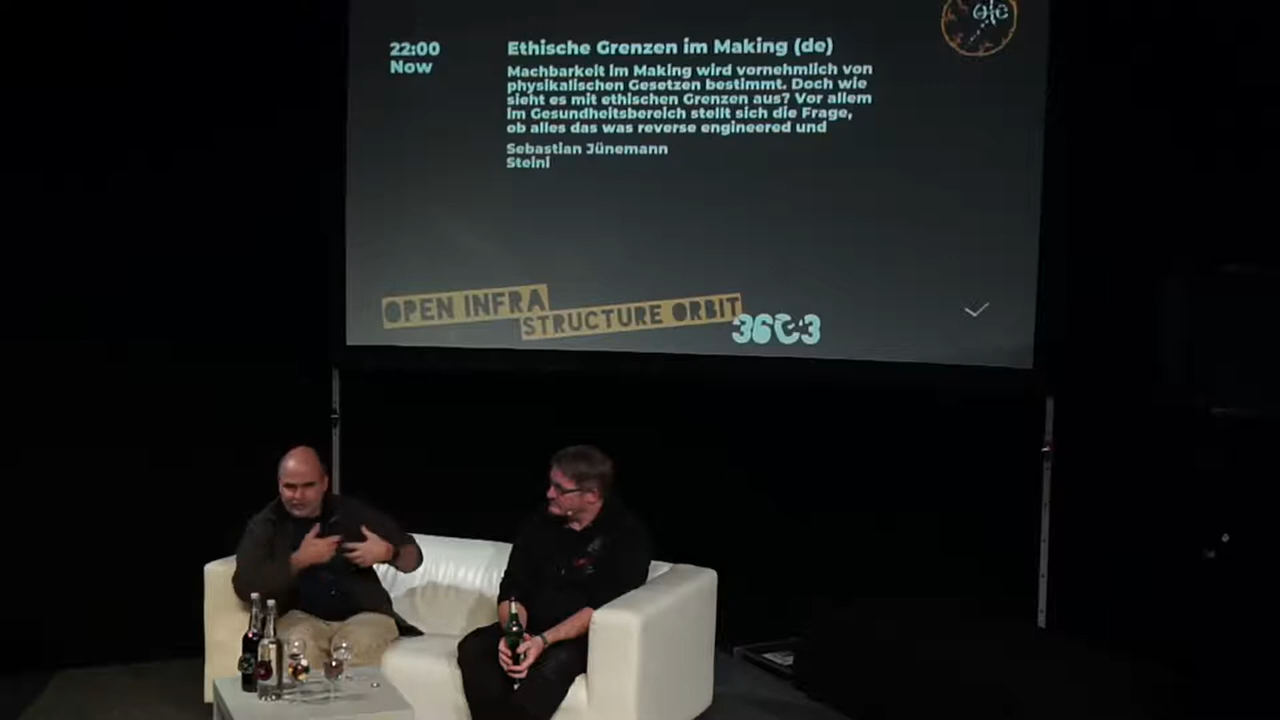 22:00
Now
Ethische Grenzen im Making (de)
Machbarkeit im Making wird vornehmlich von
physikalischen Gesetzen bestimmt. Doch wie
sieht es mit ethischen Grenzen aus? Vor allem
im Gesundheitsbereich stellt sich die Frage,
ob alles das was reverse engineered und
Sebastian Jünemann
Steini
OPEN INFRA
STRUCTURE ORBIT
36C3